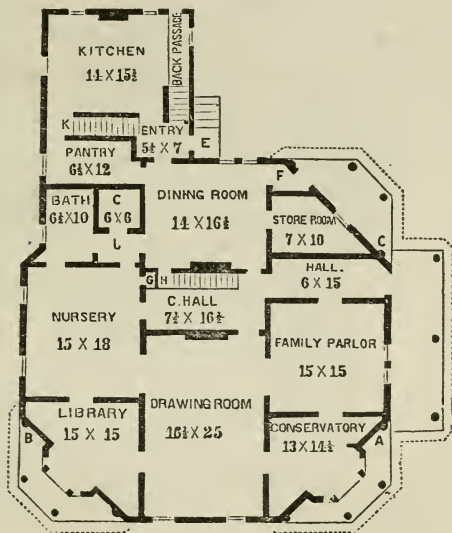 KITCHEN
14 X 15½
BACK PASSAGE
K
ENTRY
5½ X 7
E
PANTRY
6½ X 12
BATH
6½ X 10
C
6 X 6
DINING ROOM
14 X 16½
F
STORE ROOM
7 X 10
C
L
HALL.
6 X 15
G H
C. HALL
7½ X 16½
NURSERY
15 X 18
FAMILY PARLOR
15 X 15
LIBRARY
15 X 15
DRAWING ROOM
16½ X 25
CONSERVATORY
13 X 14½
B
A